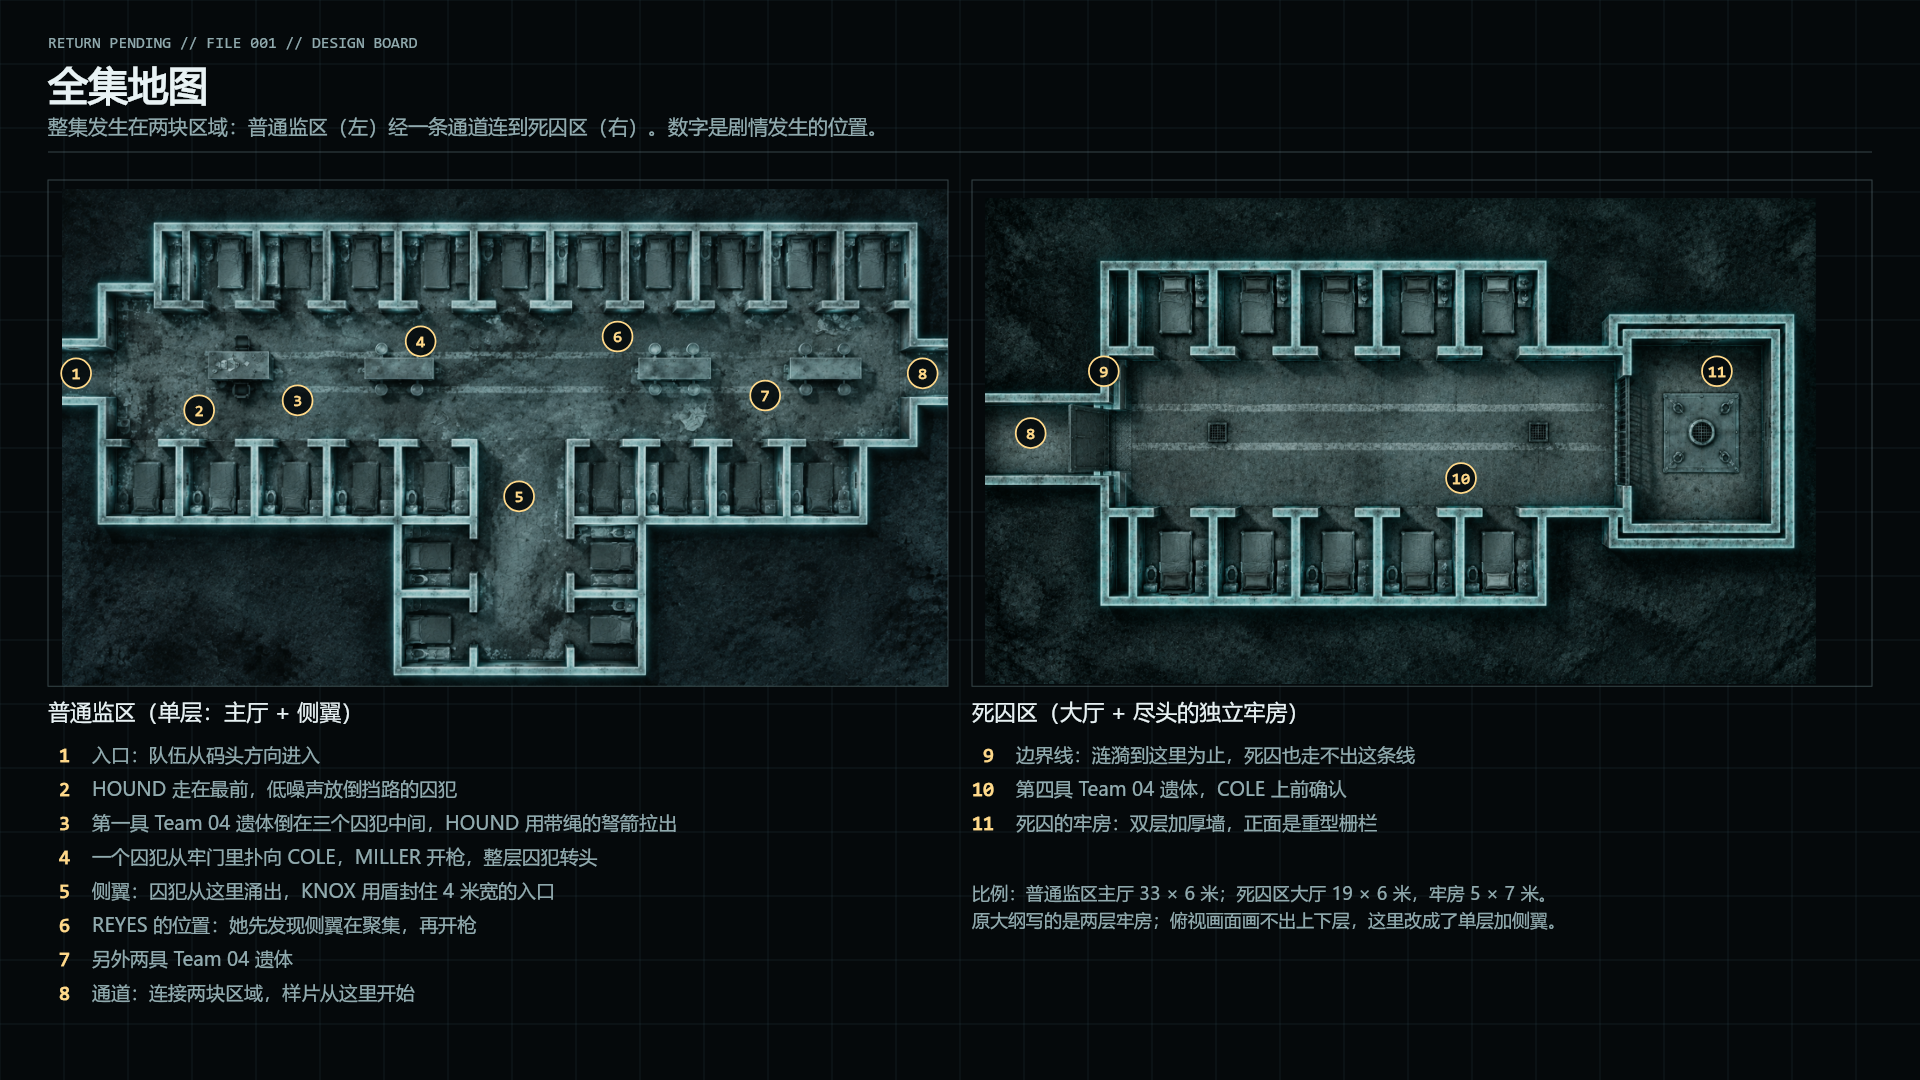 RETURN PENDING // FILE 001 // DESIGN BOARD
全集地图
整集发生在两块区域：普通监区（左）经一条通道连到死囚区（右）。数字是剧情发生的位置。
1
2
3
4
5
6
7
8
8
9
10
11
普通监区（单层：主厅 + 侧翼）
1 入口：队伍从码头方向进入
2 HOUND 走在最前，低噪声放倒挡路的囚犯
3 第一具 Team 04 遗体倒在三个囚犯中间，HOUND 用带绳的弩箭拉出
4 一个囚犯从牢门里扑向 COLE，MILLER 开枪，整层囚犯转头
5 侧翼：囚犯从这里涌出，KNOX 用盾封住 4 米宽的入口
6 REYES 的位置：她先发现侧翼在聚集，再开枪
7 另外两具 Team 04 遗体
8 通道：连接两块区域，样片从这里开始
死囚区（大厅 + 尽头的独立牢房）
9 边界线：涟漪到这里为止，死囚也走不出这条线
10 第四具 Team 04 遗体，COLE 上前确认
11 死囚的牢房：双层加厚墙，正面是重型栅栏
比例：普通监区主厅 33 × 6 米；死囚区大厅 19 × 6 米，牢房 5 × 7 米。
原大纲写的是两层牢房；俯视画面画不出上下层，这里改成了单层加侧翼。